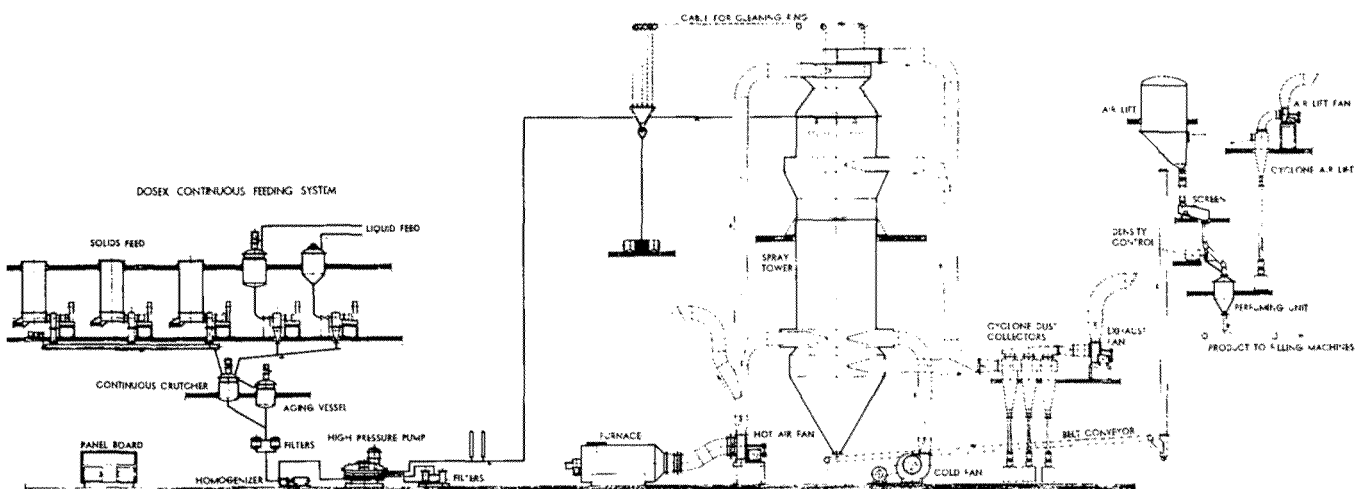 CABLE FOR CLEANING RING
AIR LIFT
AIR LIFT FAN
CYCLONE AIR LIFT
DOSEX CONTINUOUS FEEDING SYSTEM
SCREEN
LIQUID FEED
SOLIDS FEED
DENSITY
CONTROL
SPRAY
TOWER
PERFUMING UNIT
CYCLONE DUST
COLLECTORS
EXHAUST
FAN
PRODUCT TO FILLING MACHINES
CONTINUOUS CRUTCHER
AGING VESSEL
PANEL BOARD
FILTERS
HIGH PRESSURE PUMP
FURNACE
HOT AIR FAN
BELT CONVEYOR
HOMOGENIZER
FILTERS
COLD FAN